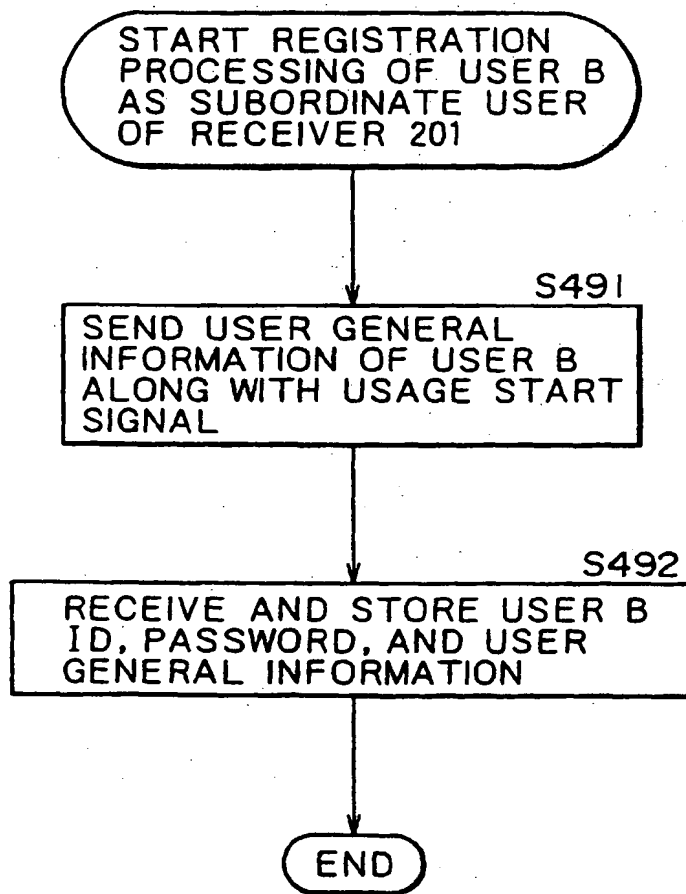 START REGISTRATION
PROCESSING OF USER B
AS SUBORDINATE USER
OF RECEIVER 201
S491
SEND USER GENERAL
INFORMATION OF USER B
ALONG WITH USAGE START
SIGNAL
S492
RECEIVE AND STORE USER B
ID, PASSWORD, AND USER
GENERAL INFORMATION
END